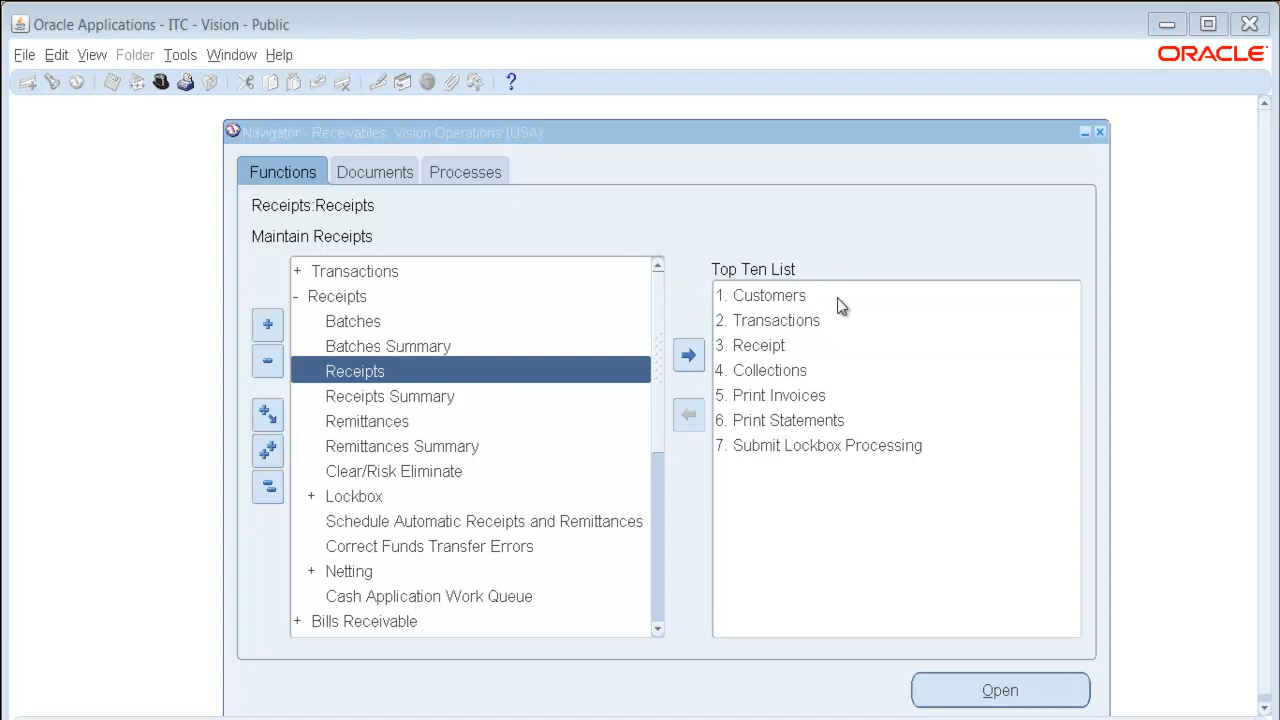 Oracle Applications - ITC - Vision - Public
File Edit View Folder Tools Window Help
ORACLE
?
Navigator - Receivables, Vision Operations (USA)
Functions Documents Processes
Receipts:Receipts
Maintain Receipts
+ Transactions
- Receipts
Batches
Batches Summary
Receipts
Receipts Summary
Remittances
Remittances Summary
Clear/Risk Eliminate
+ Lockbox
Schedule Automatic Receipts and Remittances
Correct Funds Transfer Errors
+ Netting
Cash Application Work Queue
+ Bills Receivable
Top Ten List
1. Customers
2. Transactions
3. Receipt
4. Collections
5. Print Invoices
6. Print Statements
7. Submit Lockbox Processing
Open